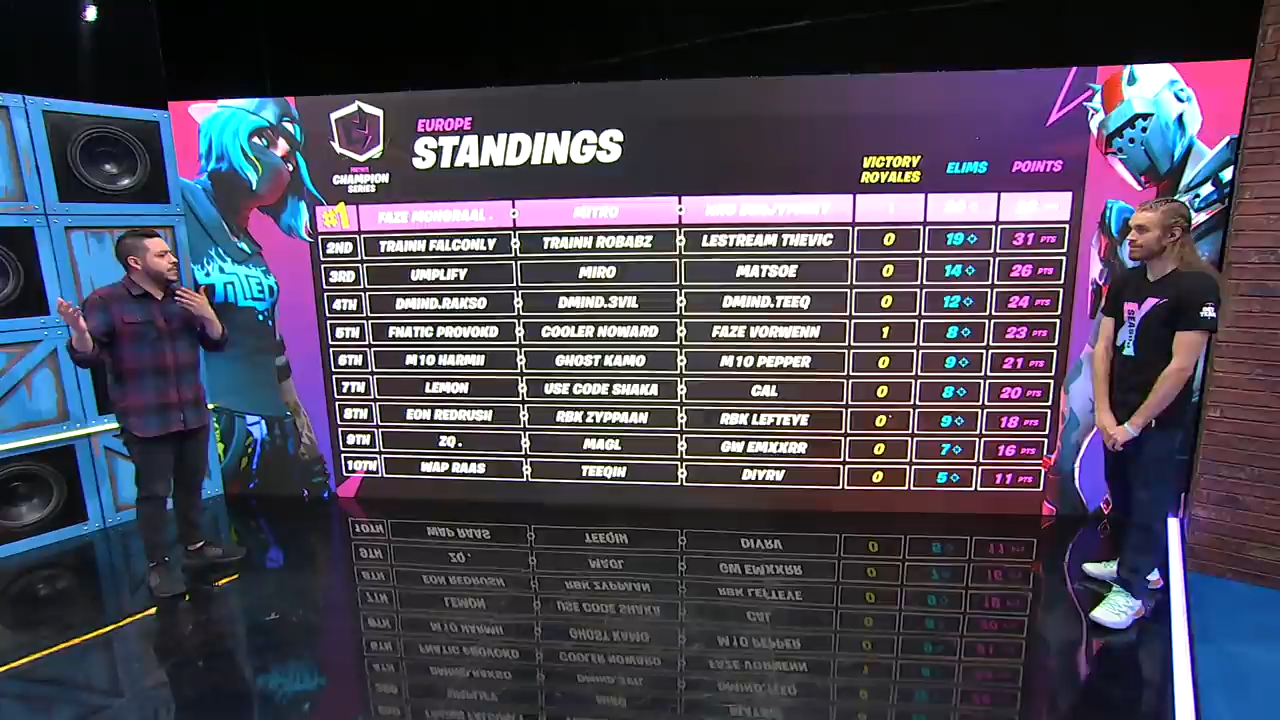 EUROPE
STANDINGS
CHAMPION
SERIES
VICTORY ROYALES ELIMS POINTS
#1 FAZE MONGRAAL. MITRO
2ND TRAINH FALCONLY TRAINH ROBABZ LESTREAM THEVIC 0 19 31 PTS
3RD UMPLIFY MIRO MATSOE 0 14 26 PTS
4TH DMIND.RAKSO DMIND.3VIL DMIND.TEEQ 0 12 24 PTS
5TH FNATIC PROVOKD COOLER NOWARD FAZE VORWENN 1 8 23 PTS
6TH M10 HARMII GHOST KAMO M10 PEPPER 0 9 21 PTS
7TH LEMON USE CODE SHAKA CAL 0 8 20 PTS
8TH EON REDRUSH RBK ZYPPAAN RBK LEFTEYE 0 9 18 PTS
9TH ZQ. MAGL GW EMXXRR 0 7 16 PTS
10TH WAP RAAS TEEQIH DIYRV 0 5 11 PTS
SEASON